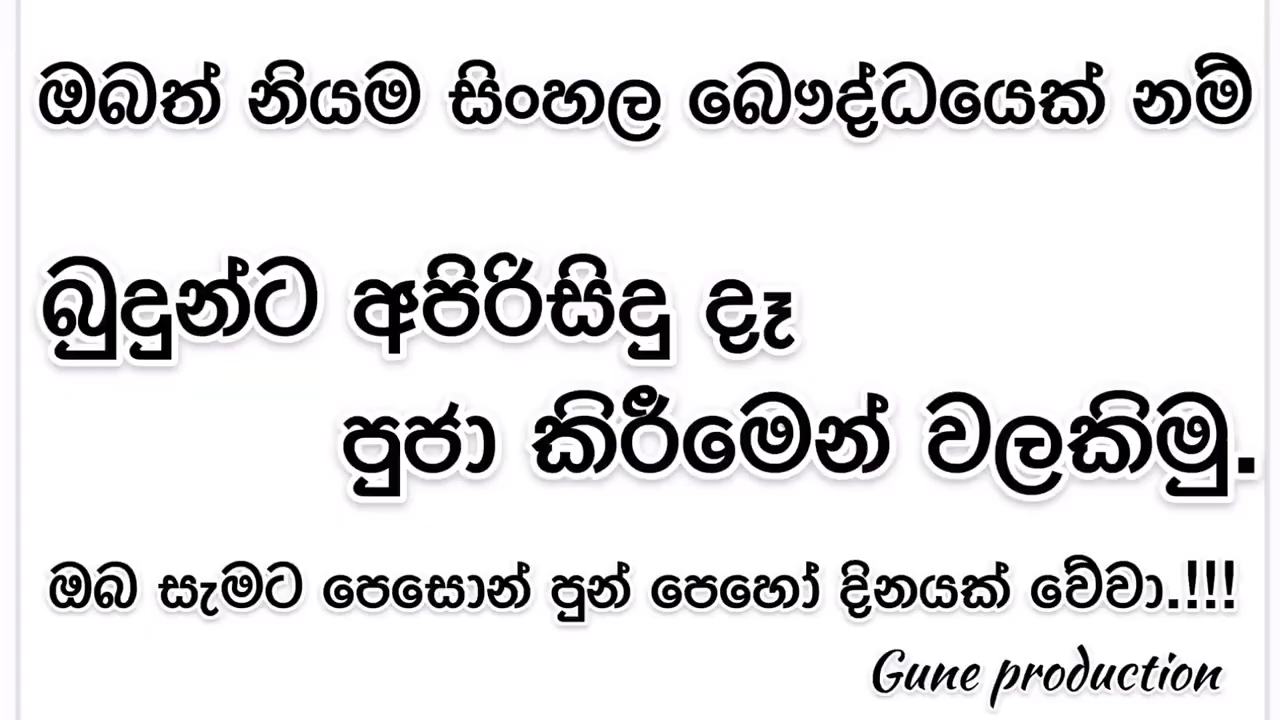 ඔබත් නියම සිංහල බෞද්ධයෙක් නම්
බුදුන්ට අපිරිසිදු දෑ
පුජා කිරීමෙන් වලකිමු.
ඔබ සැමට පෙසොන් පුන් පෙහෝ දිනයක් වේවා.!!!
Gune production